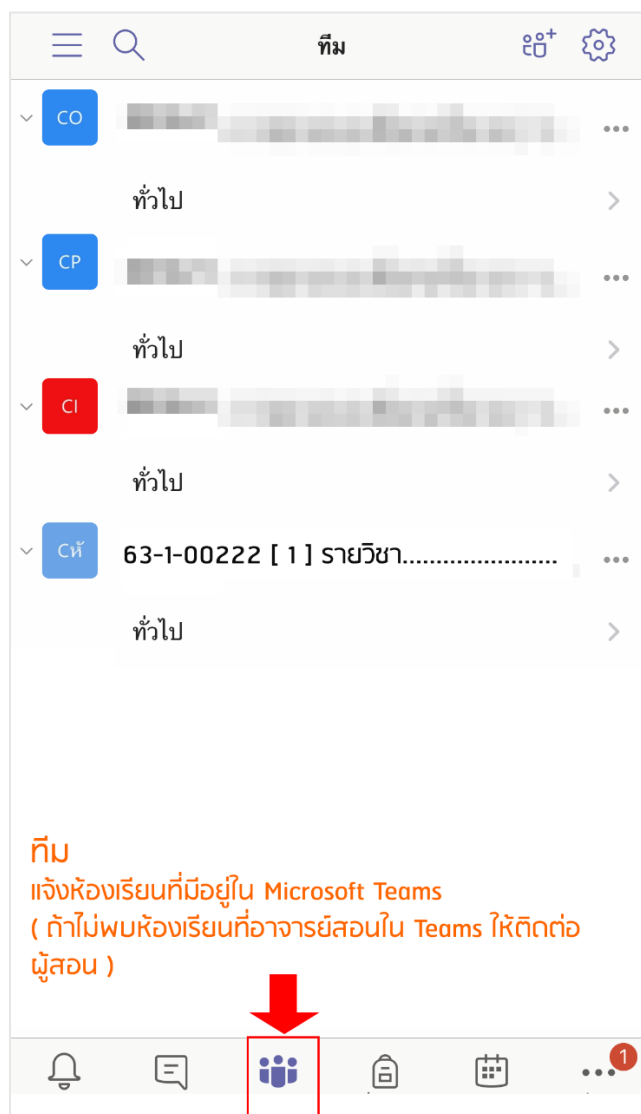 ทีม
CO
ทั่วไป
CP
ทั่วไป
CI
ทั่วไป
Cหั
63-1-00222 [ 1 ] รายวิชา.......................
ทั่วไป
ทีม
แจ้งห้องเรียนที่มีอยู่ใน Microsoft Teams
( ถ้าไม่พบห้องเรียนที่อาจารย์สอนใน Teams ให้ติดต่อ
ผู้สอน )
1